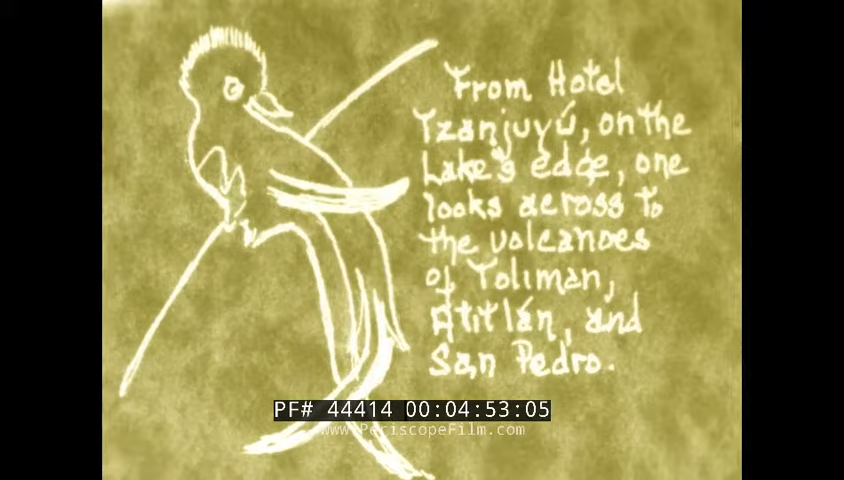 From Hotel
Tzanjuyú, on the
Lake's edge, one
looks across to
the volcanoes
of Toliman,
Atitlán, and
San Pedro.
PF# 44414 00:04:53:05
www.PeriscopeFilm.com